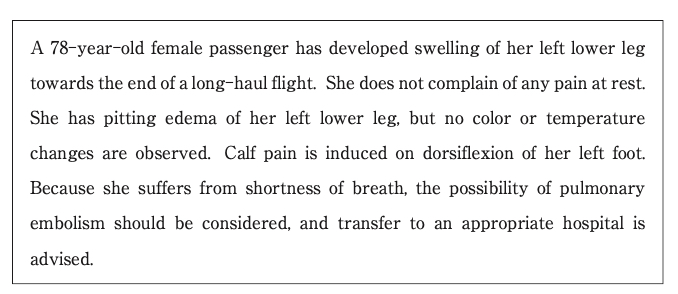 A 78-year-old female passenger has developed swelling of her left lower leg
towards the end of a long-haul flight. She does not complain of any pain at rest.
She has pitting edema of her left lower leg, but no color or temperature
changes are observed. Calf pain is induced on dorsiflexion of her left foot.
Because she suffers from shortness of breath, the possibility of pulmonary
embolism should be considered, and transfer to an appropriate hospital is
advised.